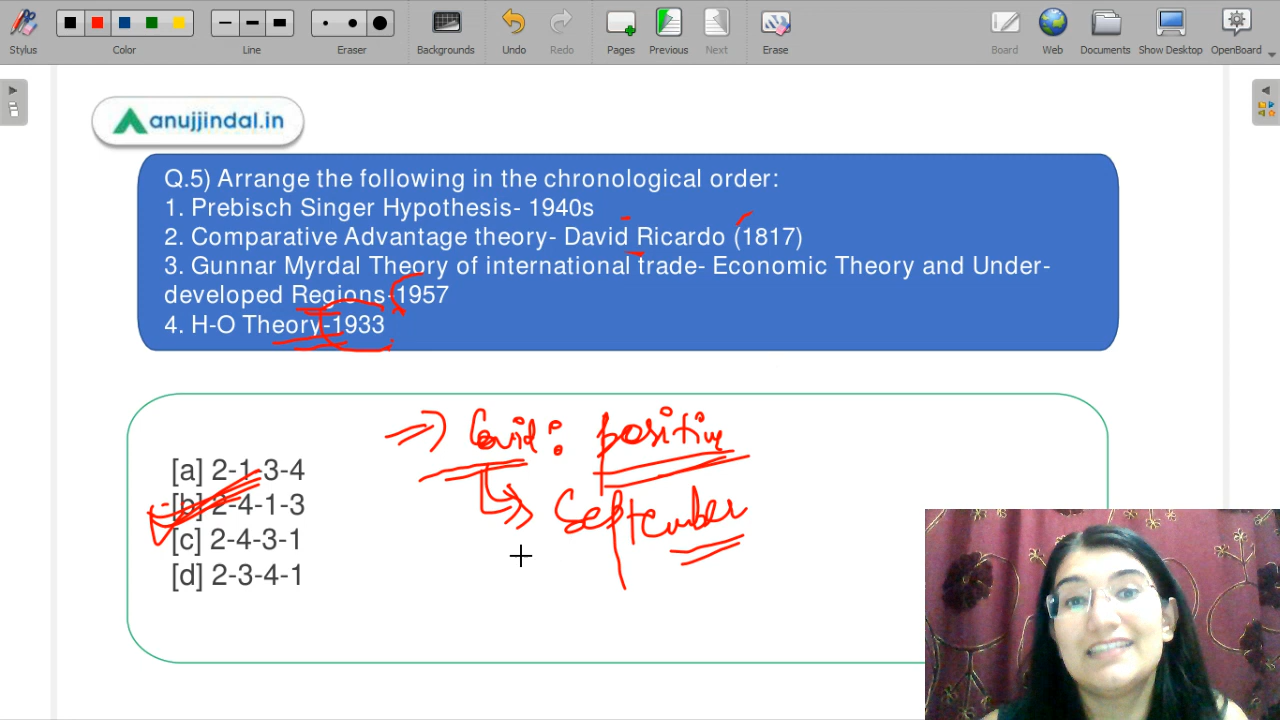 Stylus
Color
Line
Eraser
Backgrounds
Undo
Redo
Pages
Previous
Next
Erase
Board
Web
Documents
Show Desktop
OpenBoard
anujjindal.in
Q.5) Arrange the following in the chronological order:
1. Prebisch Singer Hypothesis- 1940s
2. Comparative Advantage theory- David Ricardo (1817)
3. Gunnar Myrdal Theory of international trade- Economic Theory and Under-
developed Regions-1957
4. H-O Theory-1933
⇒ Covid: positive
[a] 2-1-3-4
[b] 2-4-1-3
September
[c] 2-4-3-1
[d] 2-3-4-1